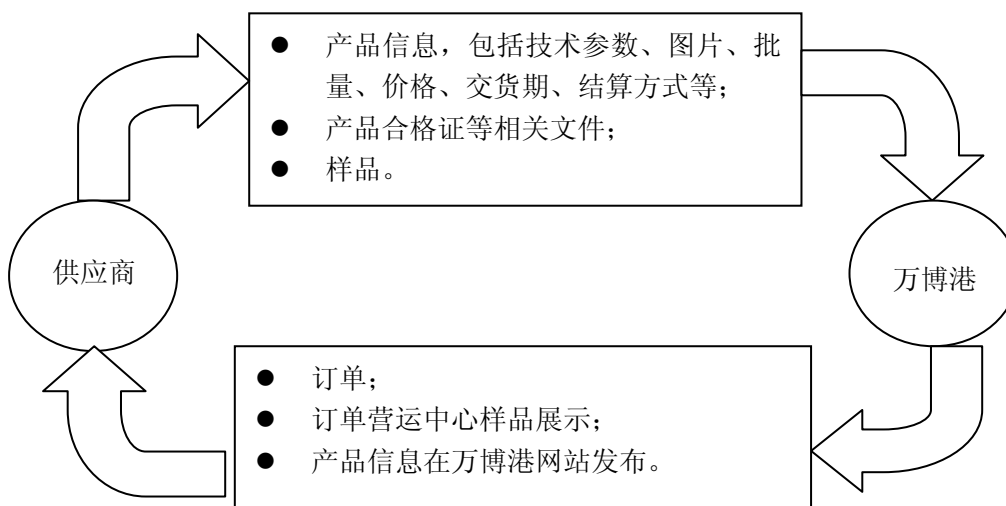 ● 产品信息，包括技术参数、图片、批
量、价格、交货期、结算方式等；
● 产品合格证等相关文件；
● 样品。
供应商
万博港
● 订单；
● 订单营运中心样品展示；
● 产品信息在万博港网站发布。